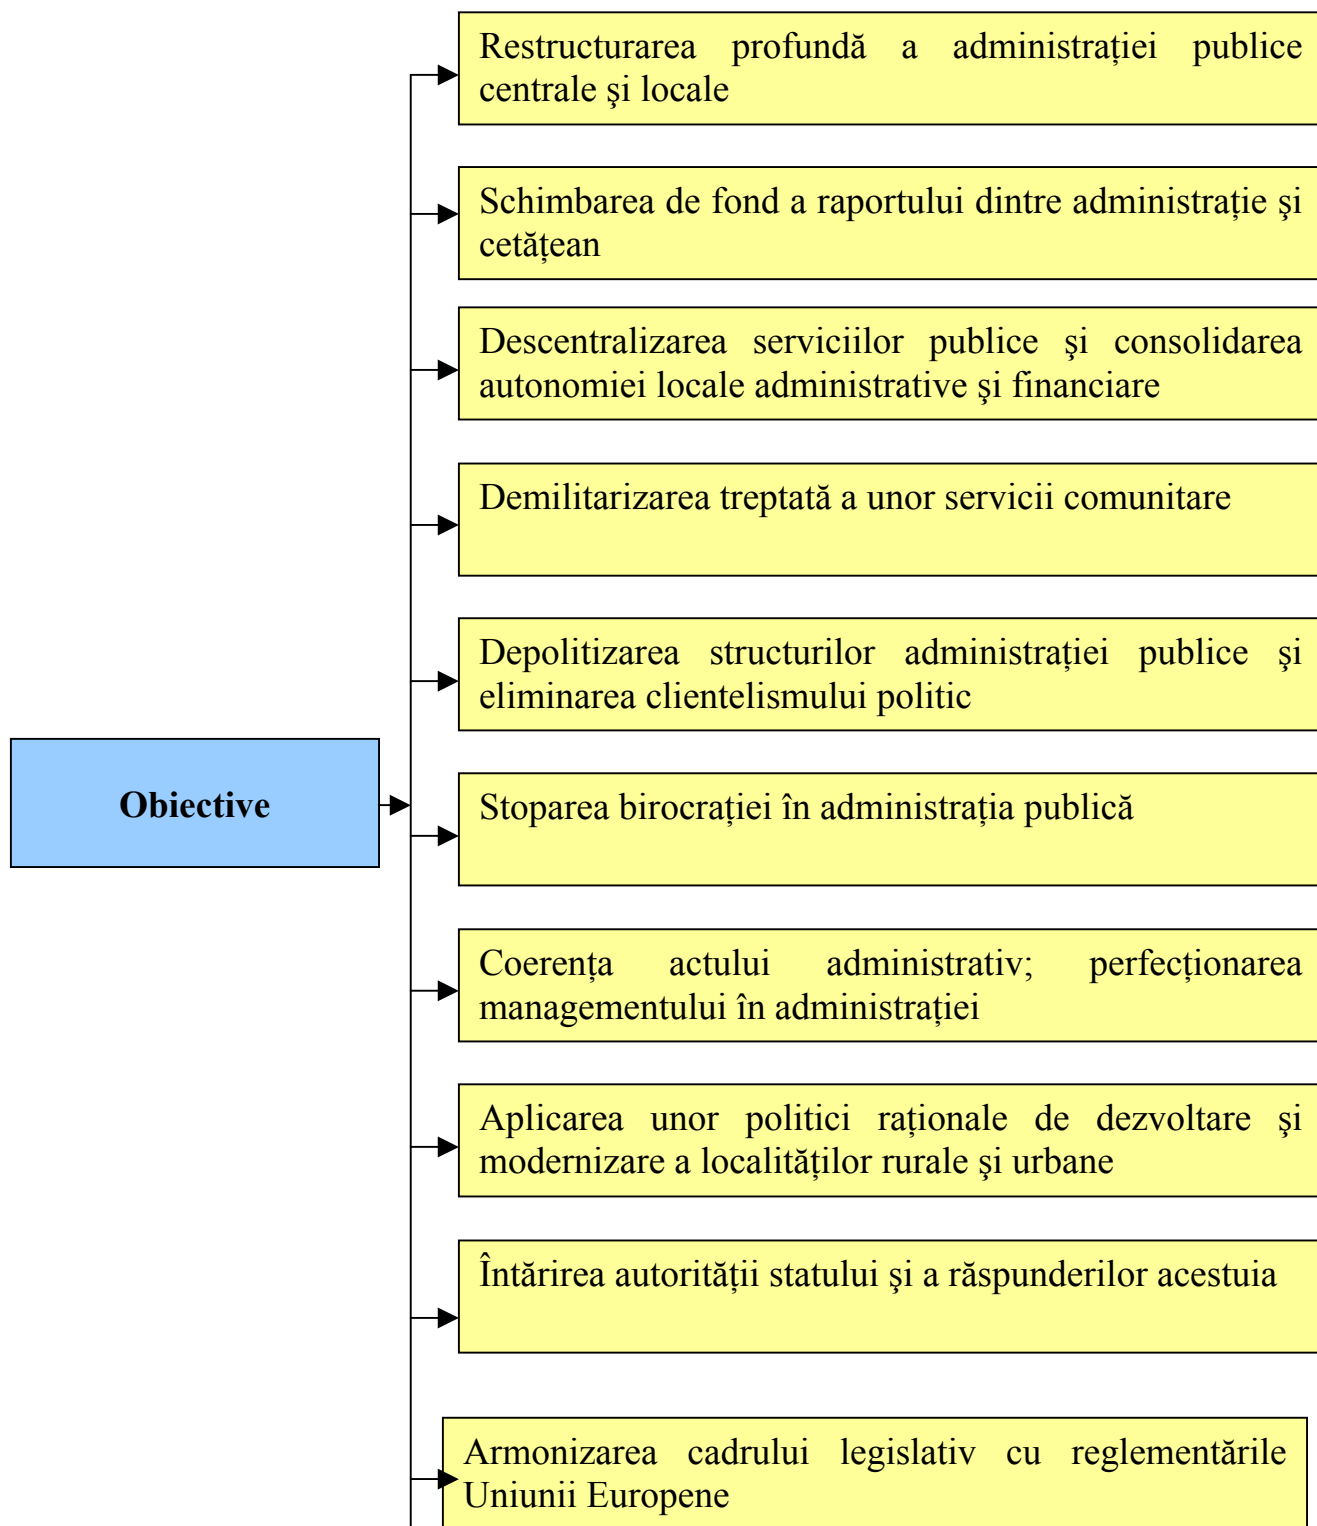 Restructurarea profundă a administrației publice
centrale şi locale
Schimbarea de fond a raportului dintre administrație şi
cetățean
Descentralizarea serviciilor publice şi consolidarea
autonomiei locale administrative şi financiare
Demilitarizarea treptată a unor servicii comunitare
Depolitizarea structurilor administrației publice şi
eliminarea clientelismului politic
Obiective
Stoparea birocrației în administrația publică
Coerența actului administrativ; perfecționarea
managementului în administrației
Aplicarea unor politici raționale de dezvoltare şi
modernizare a localităților rurale şi urbane
Întărirea autorității statului şi a răspunderilor acestuia
Armonizarea cadrului legislativ cu reglementările
Uniunii Europene